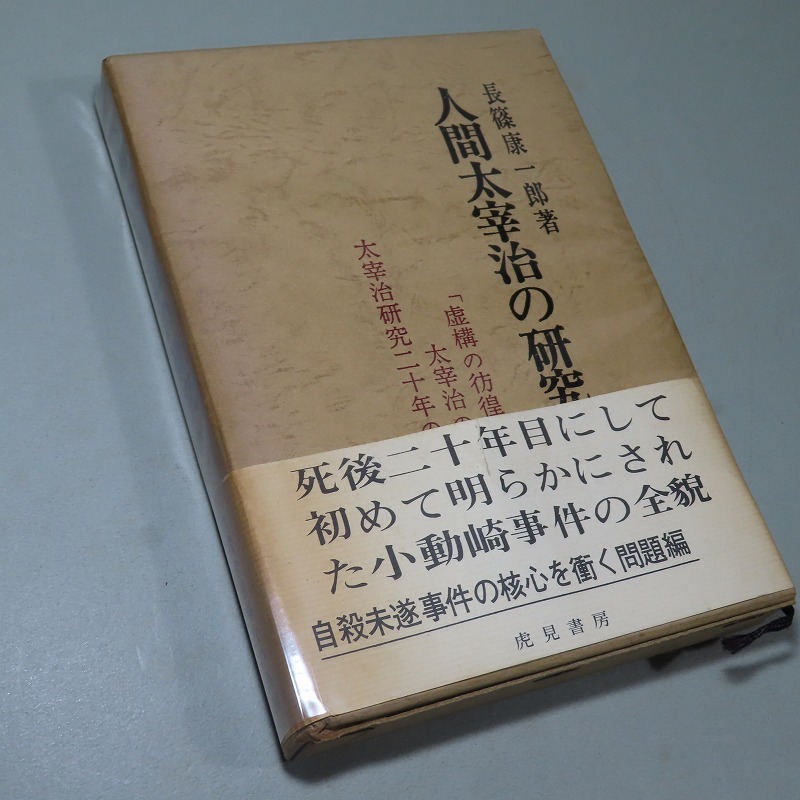 長篠康一郎著
人間太宰治の研究
「虚構の彷徨
太宰治の
太宰治研究二十年の
死後二十年目にして
初めて明らかにされ
た小動崎事件の全貌
自殺未遂事件の核心を衝く問題編
虎見書房